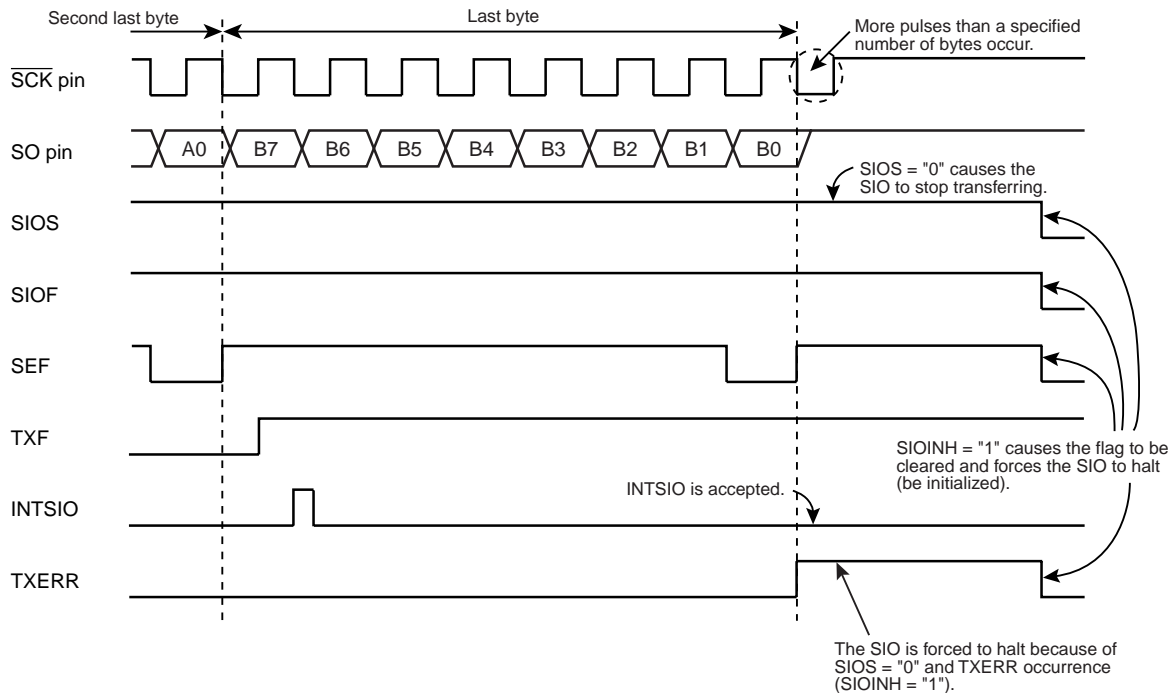 Second last byte
Last byte
More pulses than a specified
number of bytes occur.
SCK pin
SO pin
A0
B7
B6
B5
B4
B3
B2
B1
B0
SIOS = "0" causes the
SIO to stop transferring.
SIOS
SIOF
SEF
TXF
SIOINH = "1" causes the flag to be
cleared and forces the SIO to halt
(be initialized).
INTSIO is accepted.
INTSIO
TXERR
The SIO is forced to halt because of
SIOS = "0" and TXERR occurrence
(SIOINH = "1").